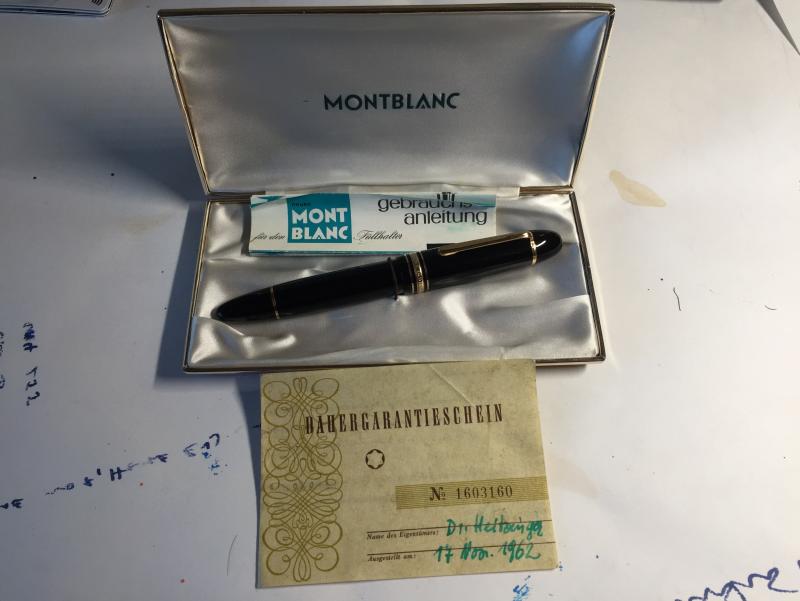 MONTBLANC
gebrauchs
anleitung
MONT
BLANC
für den Füllhalter
DAUERGARANTIESCHEIN
№ 1603160
Name des Eigentümers: Dr.
Ausgestellt am: 17 Nov. 1962